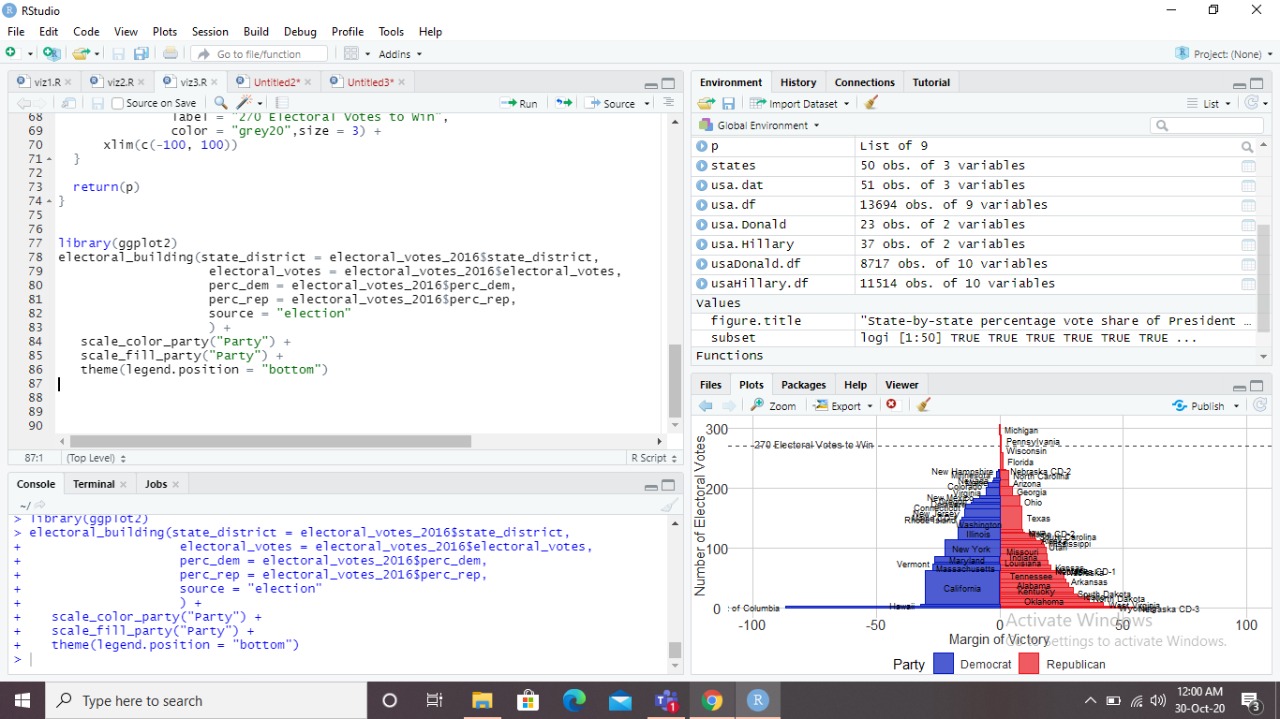 RStudio
File Edit Code View Plots Session Build Debug Profile Tools Help
Go to file/function Addins Project: (None)
viz1.R viz2.R viz3.R Untitled2* Untitled3*
Source on Save Run Source
68 label = "270 Electoral Votes to Win",
69 color = "grey20",size = 3) +
70 xlim(c(-100, 100))
71 }
72
73 return(p)
74 }
75
76
77 library(ggplot2)
78 electoral_building(state_district = electoral_votes_2016$state_district,
79 electoral_votes = electoral_votes_2016$electoral_votes,
80 perc_dem = electoral_votes_2016$perc_dem,
81 perc_rep = electoral_votes_2016$perc_rep,
82 source = "election"
83 ) +
84 scale_color_party("Party") +
85 scale_fill_party("Party") +
86 theme(legend.position = "bottom")
87
88
89
90
87:1 (Top Level) R Script
Console Terminal Jobs
~/
> library(ggplot2)
> electoral_building(state_district = electoral_votes_2016$state_district,
+ electoral_votes = electoral_votes_2016$electoral_votes,
+ perc_dem = electoral_votes_2016$perc_dem,
+ perc_rep = electoral_votes_2016$perc_rep,
+ source = "election"
+ ) +
+ scale_color_party("Party") +
+ scale_fill_party("Party") +
+ theme(legend.position = "bottom")
>
Environment History Connections Tutorial
Import Dataset List
Global Environment
p List of 9
states 50 obs. of 3 variables
usa.dat 51 obs. of 3 variables
usa.df 13694 obs. of 9 variables
usa.Donald 23 obs. of 2 variables
usa.Hillary 37 obs. of 2 variables
usaDonald.df 8717 obs. of 10 variables
usaHillary.df 11514 obs. of 10 variables
Values
figure.title "State-by-state percentage vote share of President …
subset logi [1:50] TRUE TRUE TRUE TRUE TRUE TRUE ...
Functions
Files Plots Packages Help Viewer
Zoom Export Publish
Number of Electoral Votes
300
200
100
0
270 Electoral Votes to Win
Michigan
Pennsylvania
Wisconsin
Florida
New Hampshire Nebraska CD-2
North Carolina
Colorado Arizona
Virginia Georgia
New Mexico
Ohio
Connecticut
New Jersey
Rhode Island Texas
Washington
Illinois
Utah
New York Missouri
Indiana
Vermont Maryland Louisiana
Massachusetts Kansas
Tennessee
Arkansas
California Alabama
Kentucky South Dakota
North Dakota
Oklahoma
: of Columbia Hawaii West Virginia
Nebraska CD-3
-100 -50 0 50 100
Margin of Victory
Party Democrat Republican
Activate Windows
Go to Settings to activate Windows.
Type here to search
1
12:00 AM
30-Oct-20
3